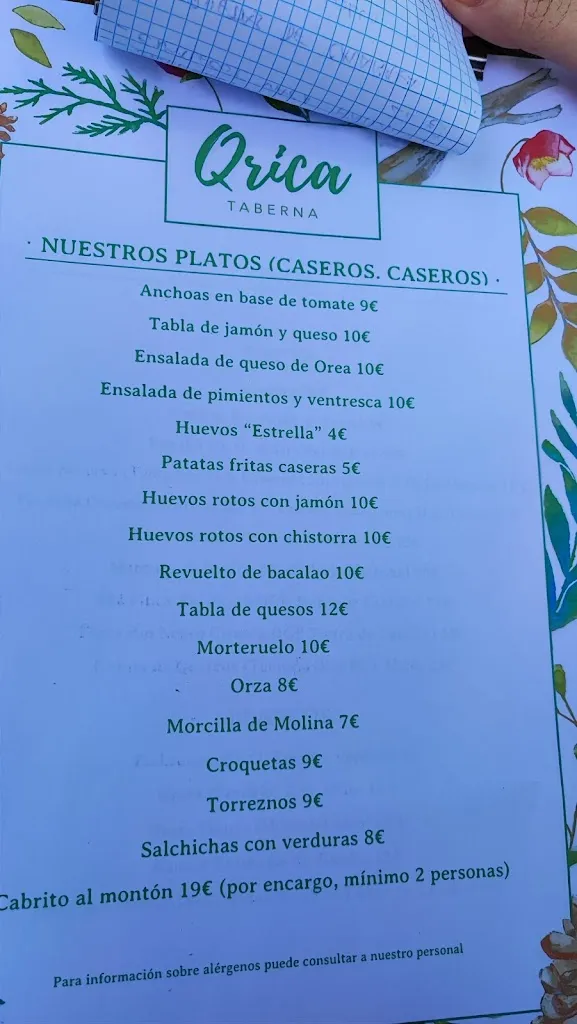 Qrica
TABERNA
· NUESTROS PLATOS (CASEROS. CASEROS) ·
Anchoas en base de tomate 9€
Tabla de jamón y queso 10€
Ensalada de queso de Orea 10€
Ensalada de pimientos y ventresca 10€
Huevos “Estrella” 4€
Patatas fritas caseras 5€
Huevos rotos con jamón 10€
Huevos rotos con chistorra 10€
Revuelto de bacalao 10€
Tabla de quesos 12€
Morteruelo 10€
Orza 8€
Morcilla de Molina 7€
Croquetas 9€
Torreznos 9€
Salchichas con verduras 8€
Cabrito al montón 19€ (por encargo, mínimo 2 personas)
Para información sobre alérgenos puede consultar a nuestro personal